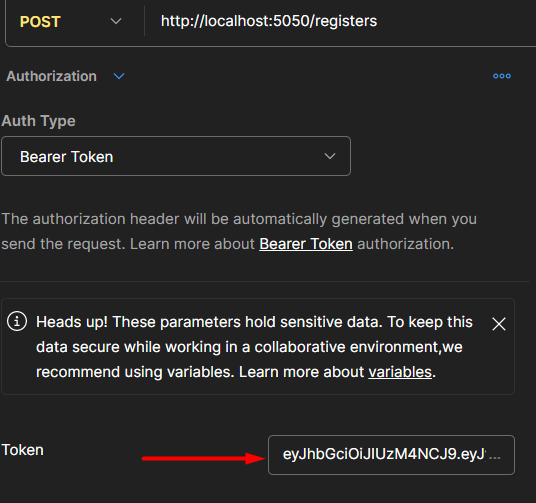 POST http://localhost:5050/registers
Authorization
Auth Type
Bearer Token
The authorization header will be automatically generated when you
send the request. Learn more about Bearer Token authorization.
Heads up! These parameters hold sensitive data. To keep this
data secure while working in a collaborative environment,we
recommend using variables. Learn more about variables.
Token eyJhbGciOiJIUzM4NCJ9.eyJ ...